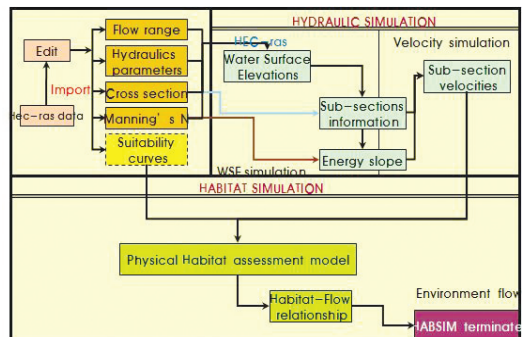 HYDRAULIC SIMULATION
Flow range
HEC-ras
Velocity simulation
Edit
Hydraulics
parameters
Water Surface
Elevations
Sub-section
velocities
Import
Cross section
Hec-ras data
Manning's N
Sub-sections
information
Suitability
curves
Energy slope
WSE simulation
HABITAT SIMULATION
Physical Habitat assessment model
Habitat-Flow
relationship
Environment flow
HABSIM terminate